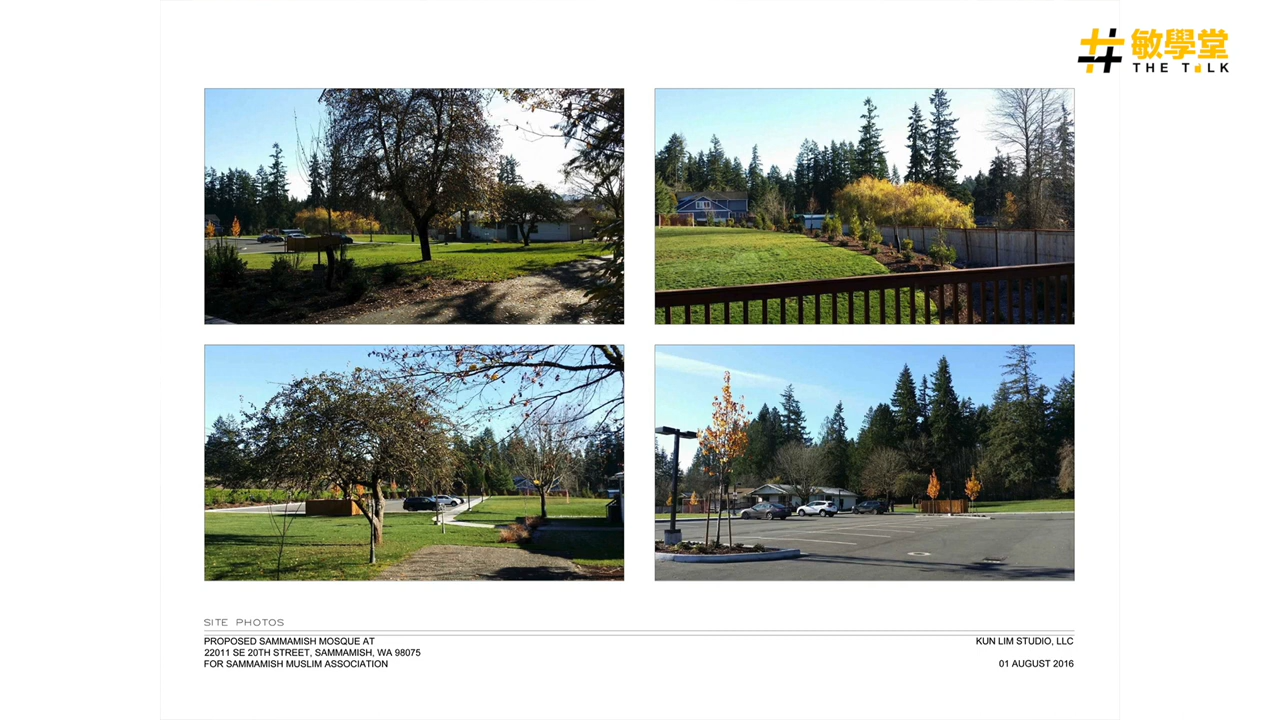 敏學堂
THE TALK
SITE PHOTOS
PROPOSED SAMMAMISH MOSQUE AT
22011 SE 20TH STREET, SAMMAMISH, WA 98075
FOR SAMMAMISH MUSLIM ASSOCIATION
KUN LIM STUDIO, LLC
01 AUGUST 2016